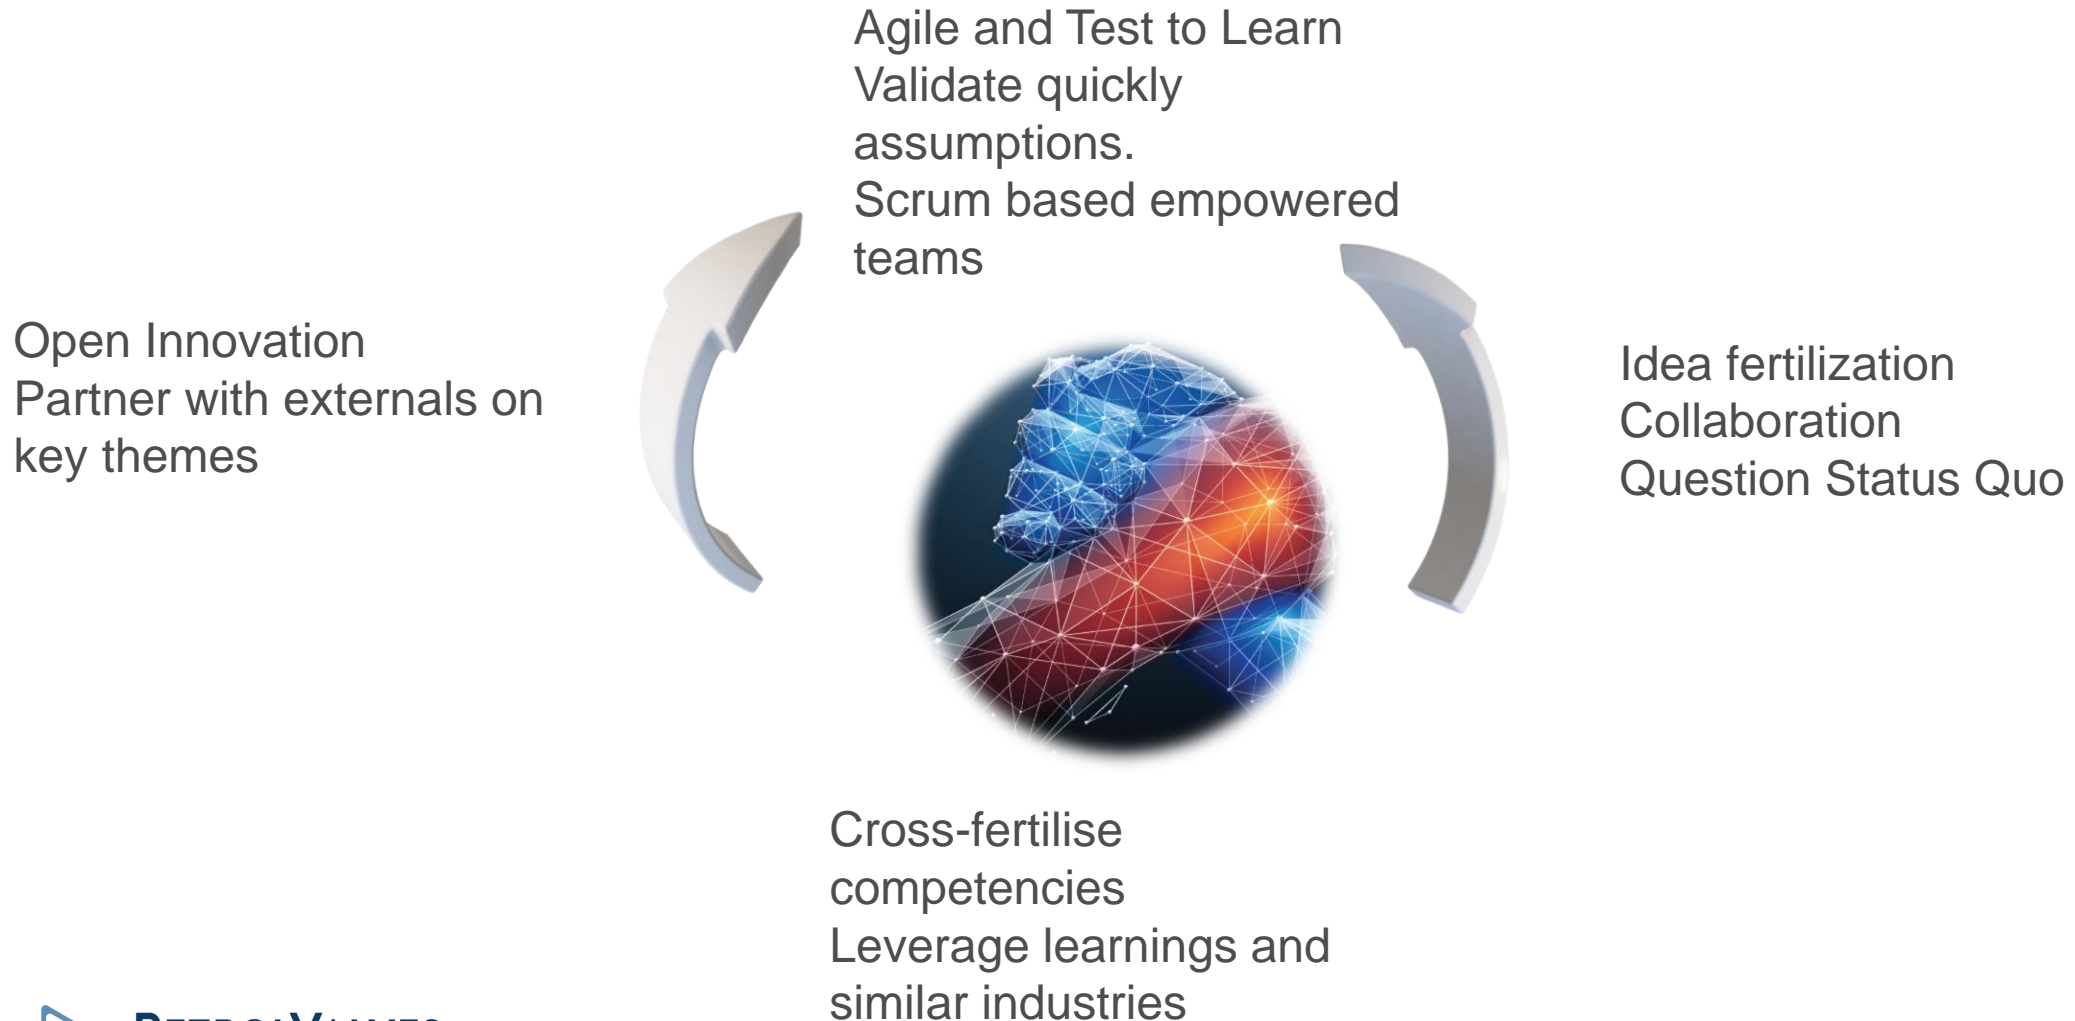 Agile and Test to Learn
Validate quickly
assumptions.
Scrum based empowered
teams
Open Innovation
Partner with externals on
key themes
Idea fertilization
Collaboration
Question Status Quo
Cross-fertilise
competencies
Leverage learnings and
similar industries
PETROLVALVES